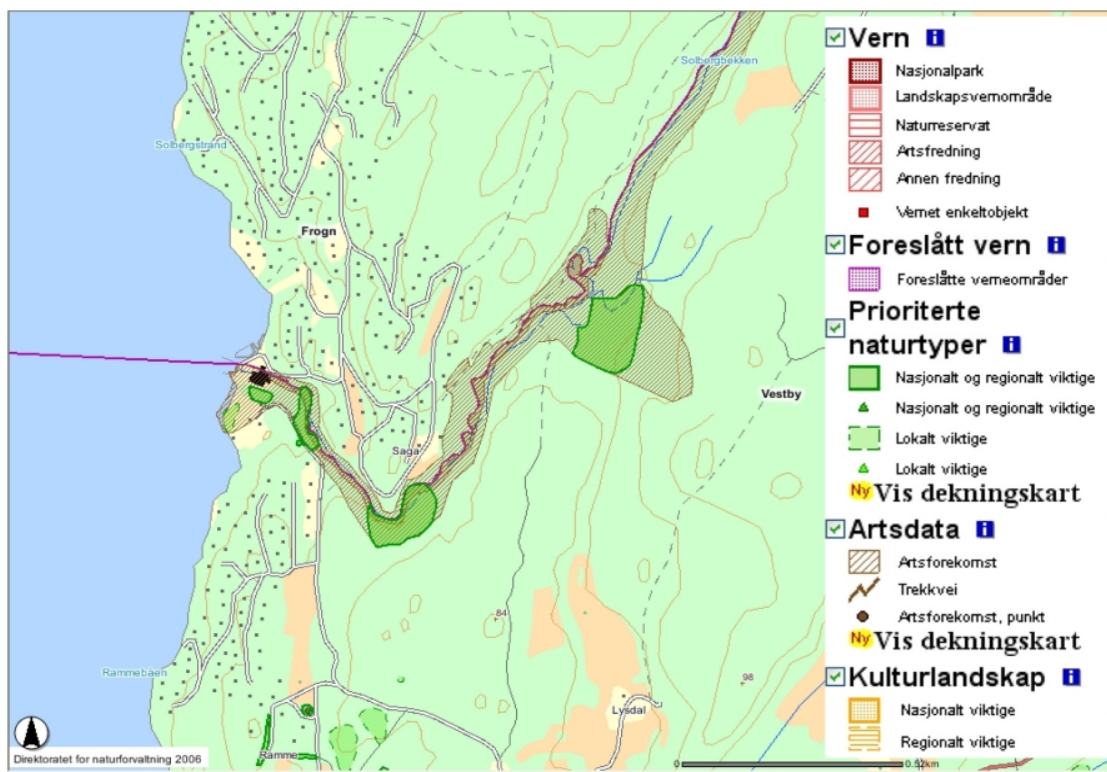 Solbergbekken
Solbergstrand
Frogn
Vestby
Saga
84
Rammebåen
98
Lysdal
Ramme
Direktoratet for naturforvaltning 2006
0
0.52km
Vern
Nasjonalpark
Landskapsvernområde
Naturreservat
Artsfredning
Annen fredning
Vernet enkeltobjekt
Foreslått vern
Foreslåtte verneområder
Prioriterte
naturtyper
Nasjonalt og regionalt viktige
Nasjonalt og regionalt viktige
Lokalt viktige
Lokalt viktige
Ny Vis dekningskart
Artsdata
Artsforekomst
Trekkvei
Artsforekomst, punkt
Ny Vis dekningskart
Kulturlandskap
Nasjonalt viktige
Regionalt viktige